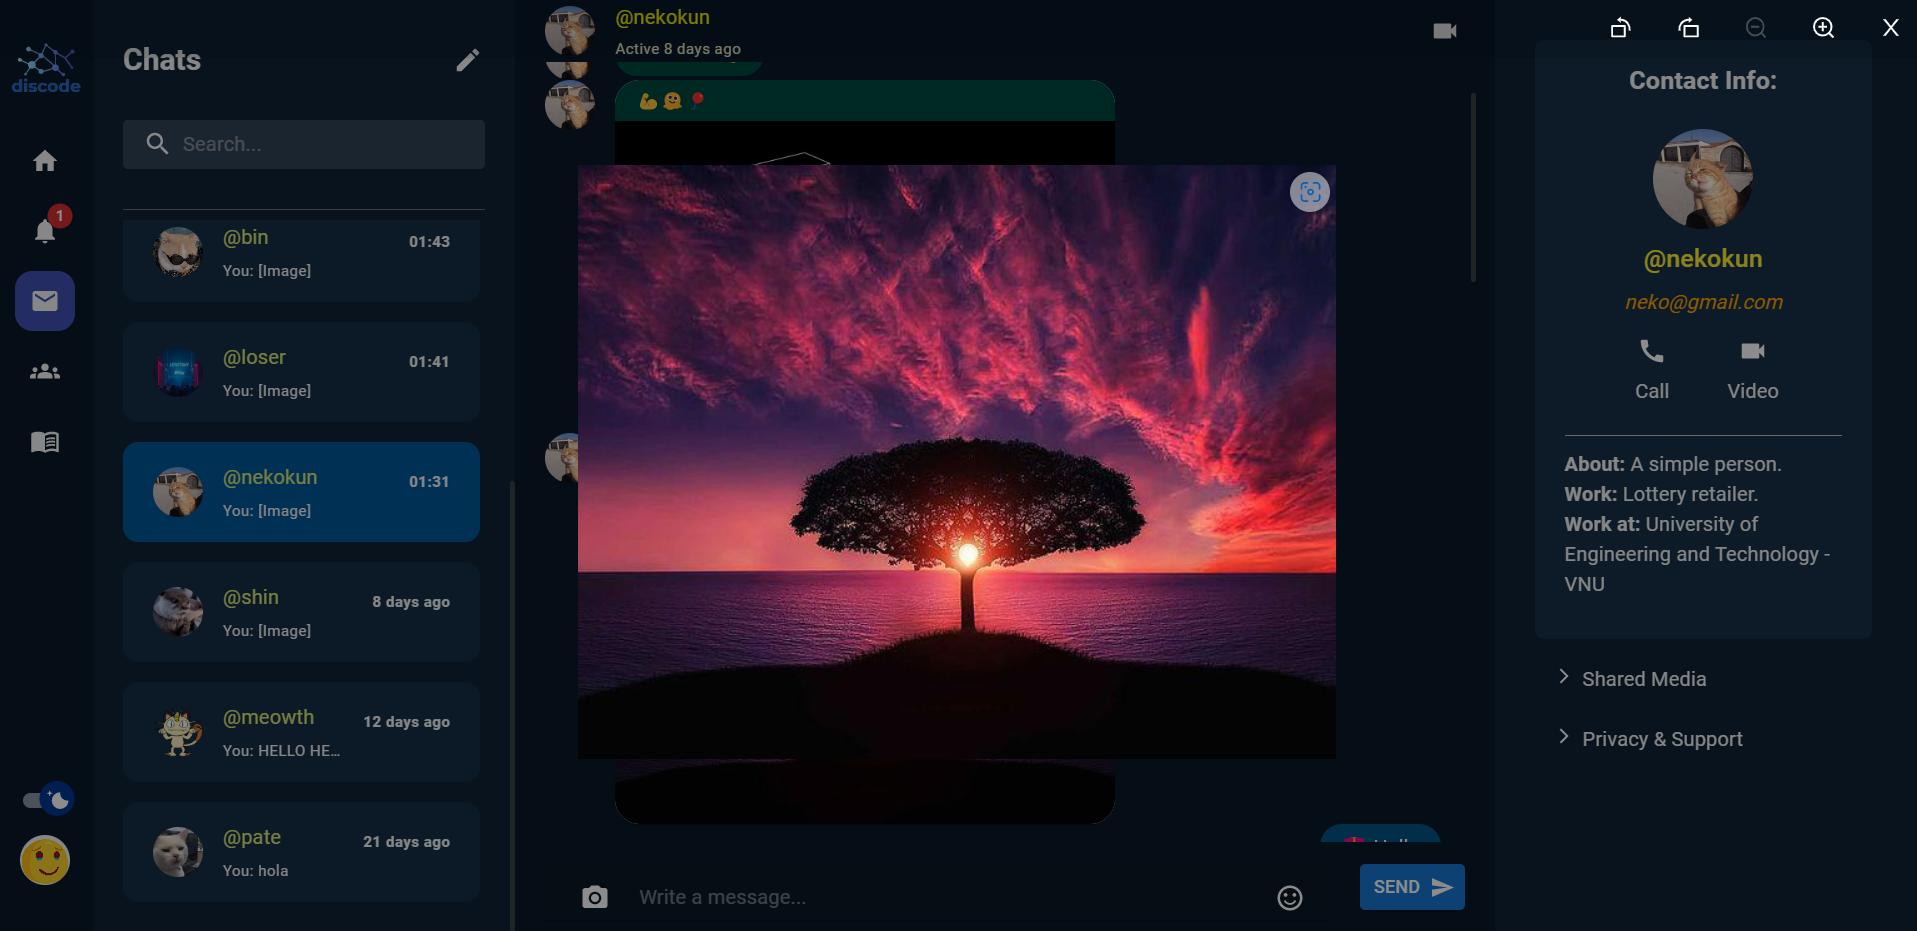 discode
1
Chats
Search...
@bin
01:43
You: [Image]
@loser
01:41
You: [Image]
@nekokun
01:31
You: [Image]
@shin
8 days ago
You: [Image]
@meowth
12 days ago
You: HELLO HE...
@pate
21 days ago
You: hola
@nekokun
Active 8 days ago
Write a message...
SEND
X
Contact Info:
@nekokun
neko@gmail.com
Call
Video
About: A simple person.
Work: Lottery retailer.
Work at: University of
Engineering and Technology -
VNU
Shared Media
Privacy & Support